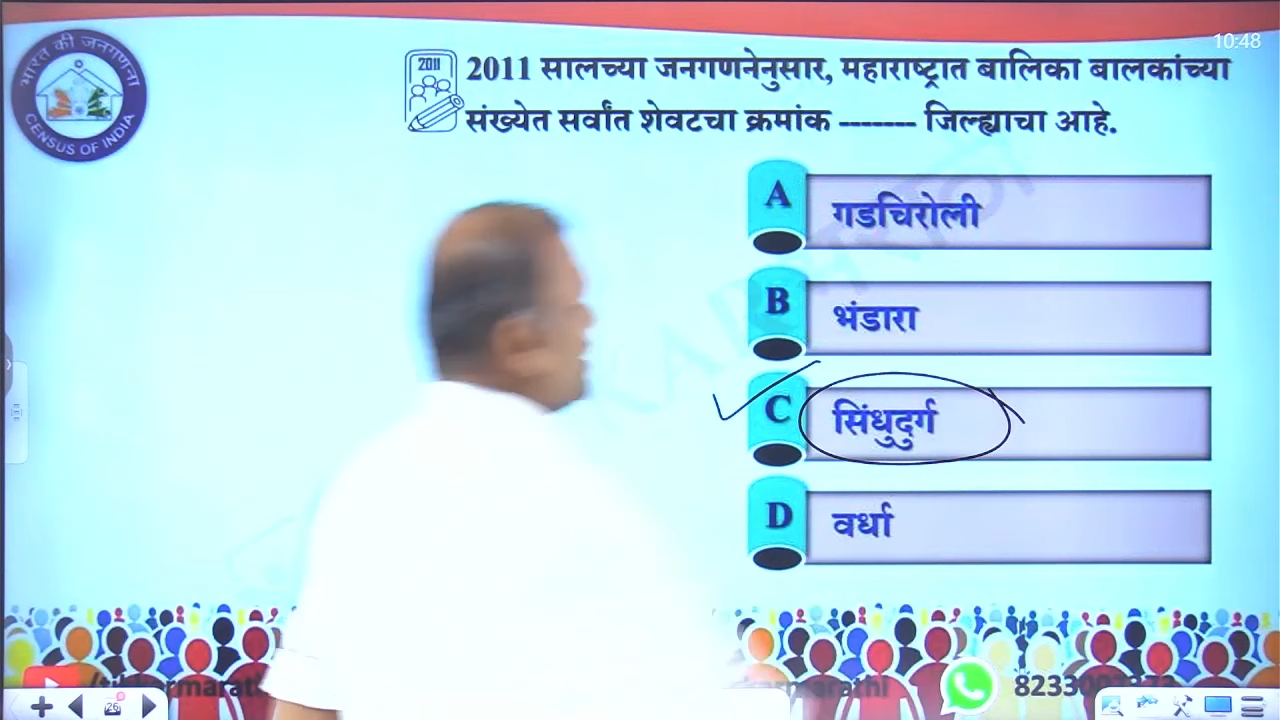 10:48
भारत की जनगणना
CENSUS OF INDIA
2011
2011 सालच्या जनगणनेनुसार, महाराष्ट्रात बालिका बालकांच्या
संख्येत सर्वांत शेवटचा क्रमांक ------- जिल्ह्याचा आहे.
A
गडचिरोली
B
भंडारा
C
सिंधुदुर्ग
D
वर्धा
26